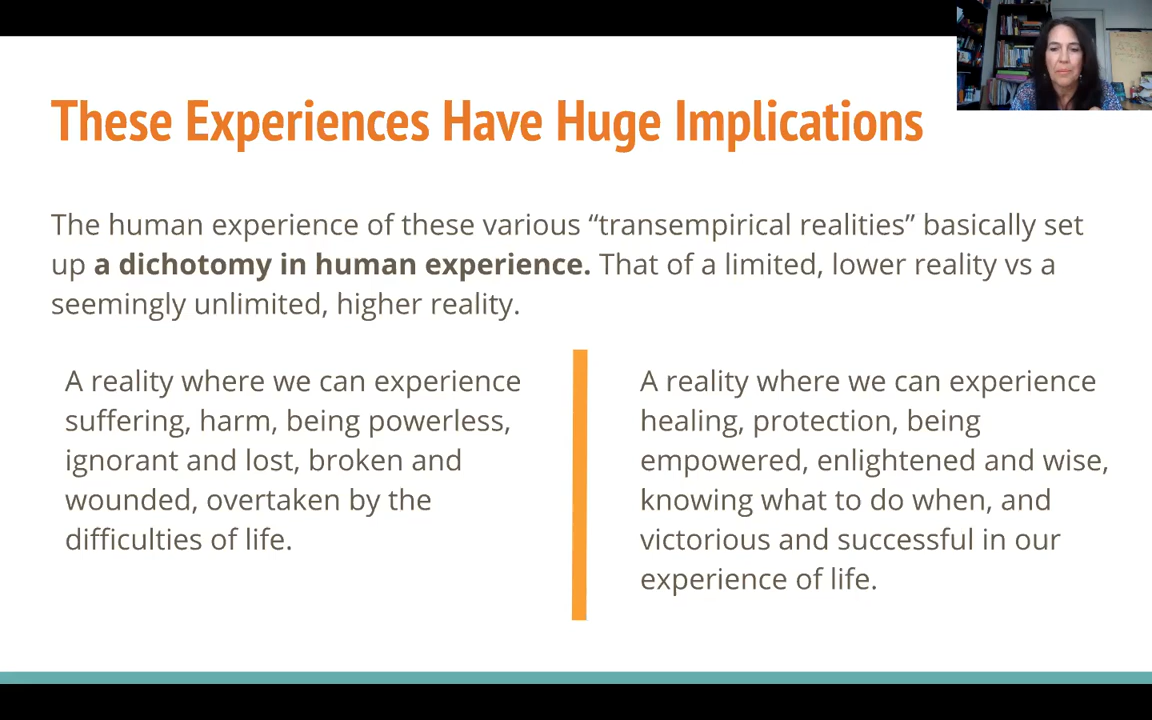 These Experiences Have Huge Implications
The human experience of these various “transempirical realities” basically set
up a dichotomy in human experience. That of a limited, lower reality vs a
seemingly unlimited, higher reality.
A reality where we can experience
suffering, harm, being powerless,
ignorant and lost, broken and
wounded, overtaken by the
difficulties of life.
A reality where we can experience
healing, protection, being
empowered, enlightened and wise,
knowing what to do when, and
victorious and successful in our
experience of life.